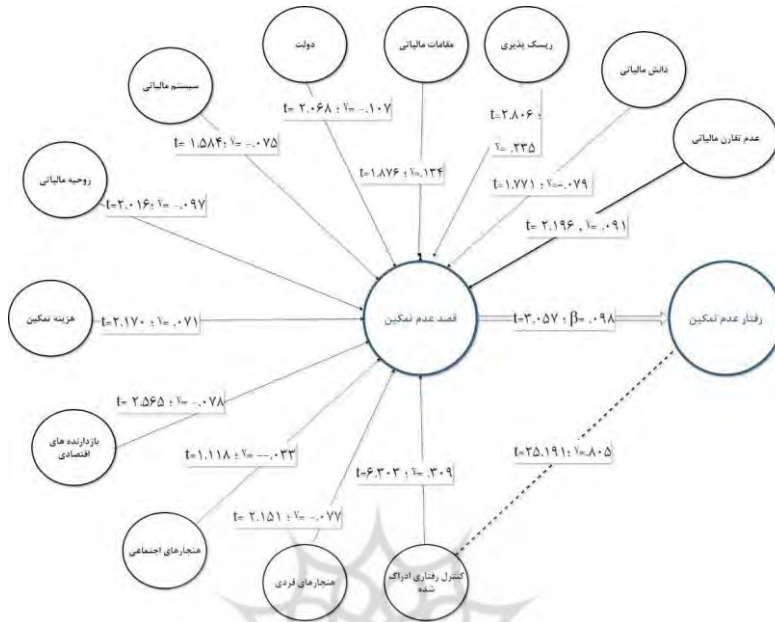 دولت
مقامات مالیاتی
ریسک پذیری
دانش مالیاتی
سیستم مالیاتی
عدم تقارن مالیاتی
روحیه مالیاتی
t= ۲.۰۶۸ ; γ= -.۱۰۷
t=۲.۸۰۶ ;
γ= .۲۳۵
t= ۱.۵۸۴; γ= -.۰۷۵
t=۱.۸۷۶ ; γ=.۱۳۴
t=۱.۷۷۱ ; γ=-.۰۷۹
t=۲.۰۱۶; γ= -.۰۹۷
t= ۲.۱۹۶ , γ= .۰۹۱
هزینه تمکین
t=۲.۱۷۰ ; γ= .۰۷۱
قصد عدم تمکین
t=۳.۰۵۷ ; β= .۰۹۸
رفتار عدم تمکین
t= ۲.۵۶۵ ; γ= -.۰۷۸
بازدارنده های
اقتصادی
t=۱.۱۱۸ ; γ= -.۰۳۳
t=۶.۳۰۳ ; γ= .۳۰۹
t=۲۵.۱۹۱; γ=.۸۰۵
t= ۲.۱۵۱ ; γ= -.۰۷۷
هنجارهای اجتماعی
هنجارهای فردی
کنترل رفتاری ادراک
شده